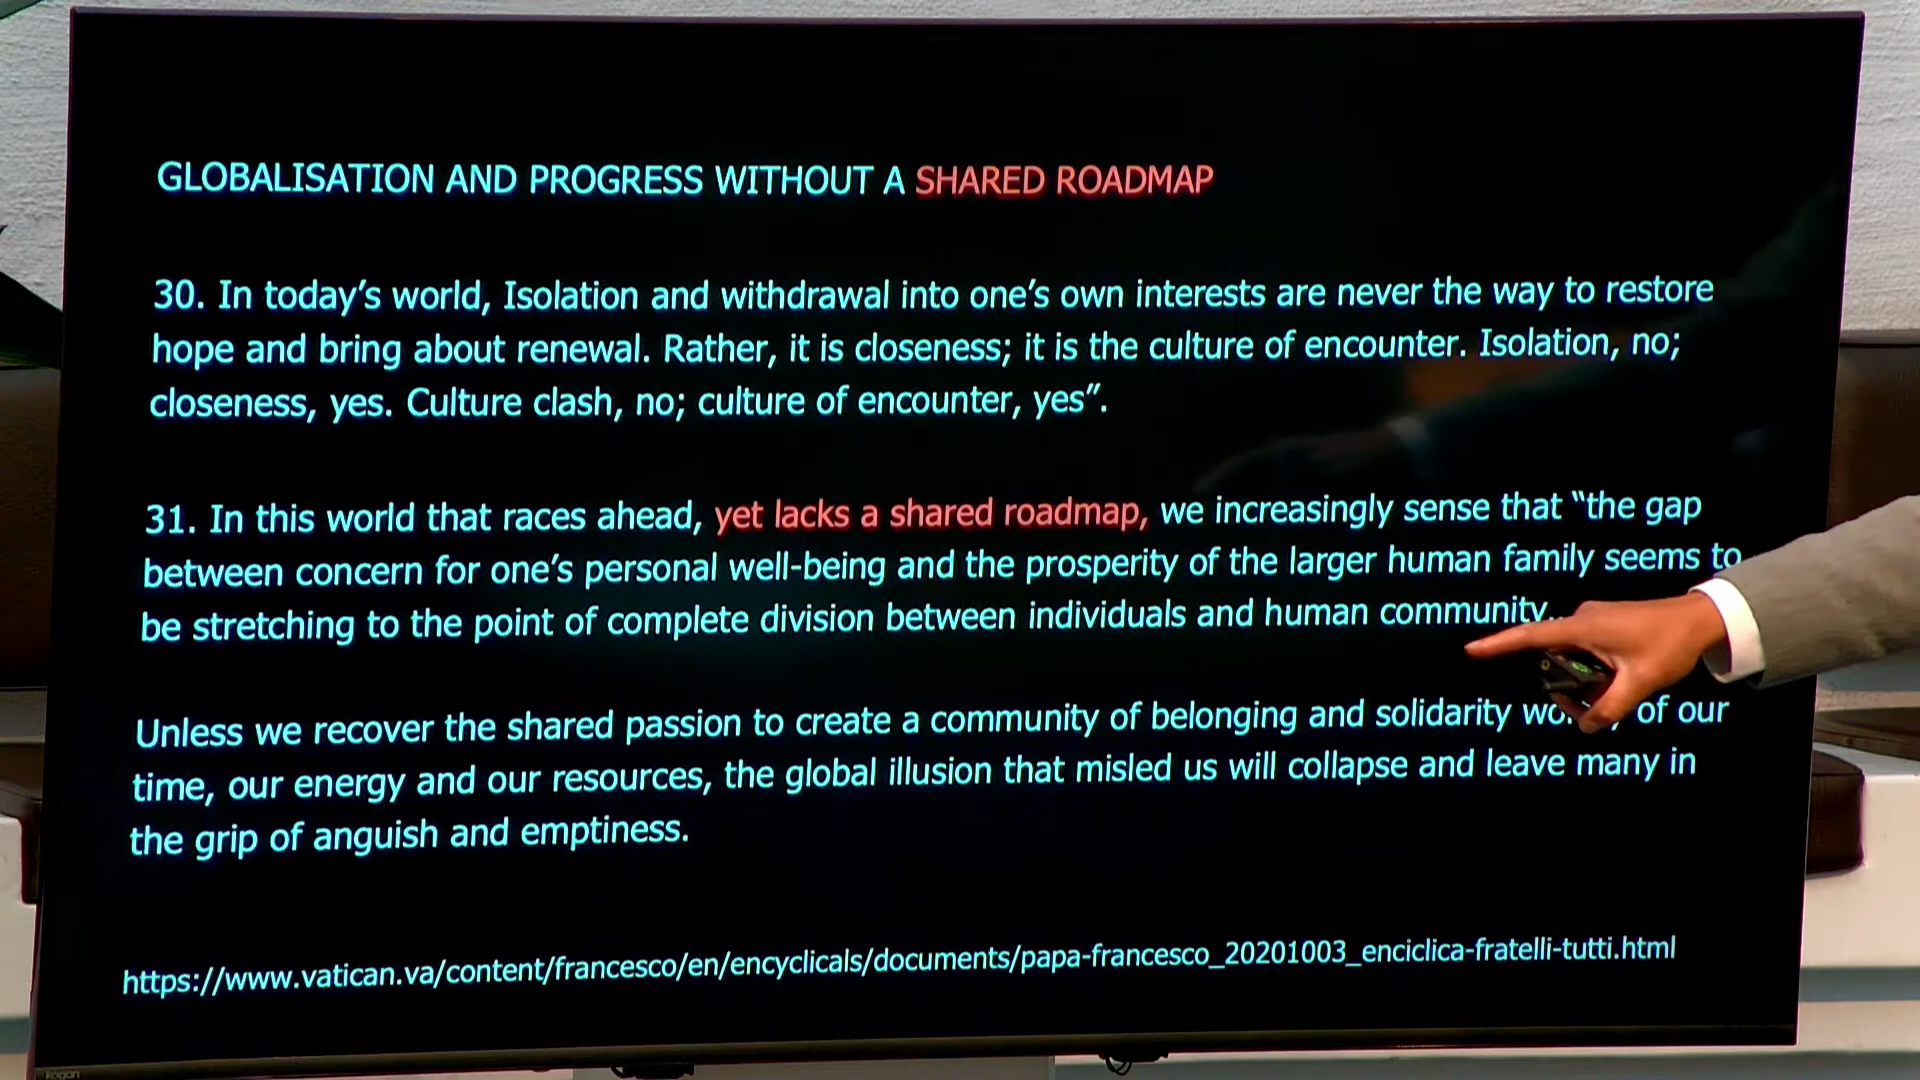 GLOBALISATION AND PROGRESS WITHOUT A SHARED ROADMAP
30. In today's world, Isolation and withdrawal into one's own interests are never the way to restore
hope and bring about renewal. Rather, it is closeness; it is the culture of encounter. Isolation, no;
closeness, yes. Culture clash, no; culture of encounter, yes”.
31. In this world that races ahead, yet lacks a shared roadmap, we increasingly sense that “the gap
between concern for one's personal well-being and the prosperity of the larger human family seems to
be stretching to the point of complete division between individuals and human community..
Unless we recover the shared passion to create a community of belonging and solidarity of our
time, our energy and our resources, the global illusion that misled us will collapse and leave many in
the grip of anguish and emptiness.
https://www.vatican.va/content/francesco/en/encyclicals/documents/papa-francesco_20201003_enciclica-fratelli-tutti.html
kogan